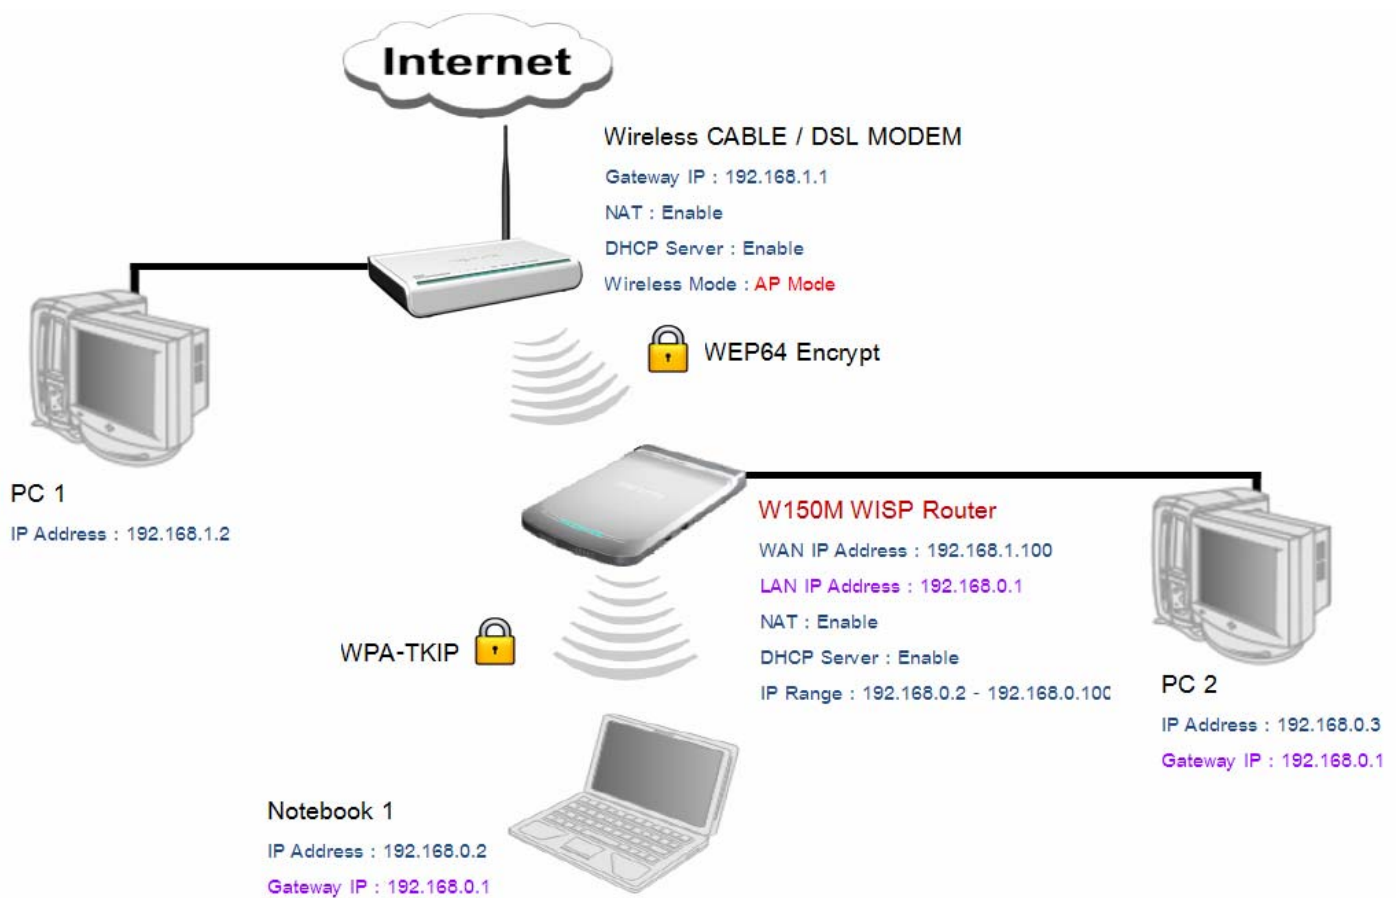 Internet
Wireless CABLE / DSL MODEM
Gateway IP : 192.168.1.1
NAT : Enable
DHCP Server : Enable
Wireless Mode : AP Mode
WEP64 Encrypt
PC 1
IP Address : 192.168.1.2
W150M WISP Router
WAN IP Address : 192.168.1.100
LAN IP Address : 192.168.0.1
NAT : Enable
DHCP Server : Enable
IP Range : 192.168.0.2 - 192.168.0.100
WPA-TKIP
PC 2
IP Address : 192.168.0.3
Gateway IP : 192.168.0.1
Notebook 1
IP Address : 192.168.0.2
Gateway IP : 192.168.0.1